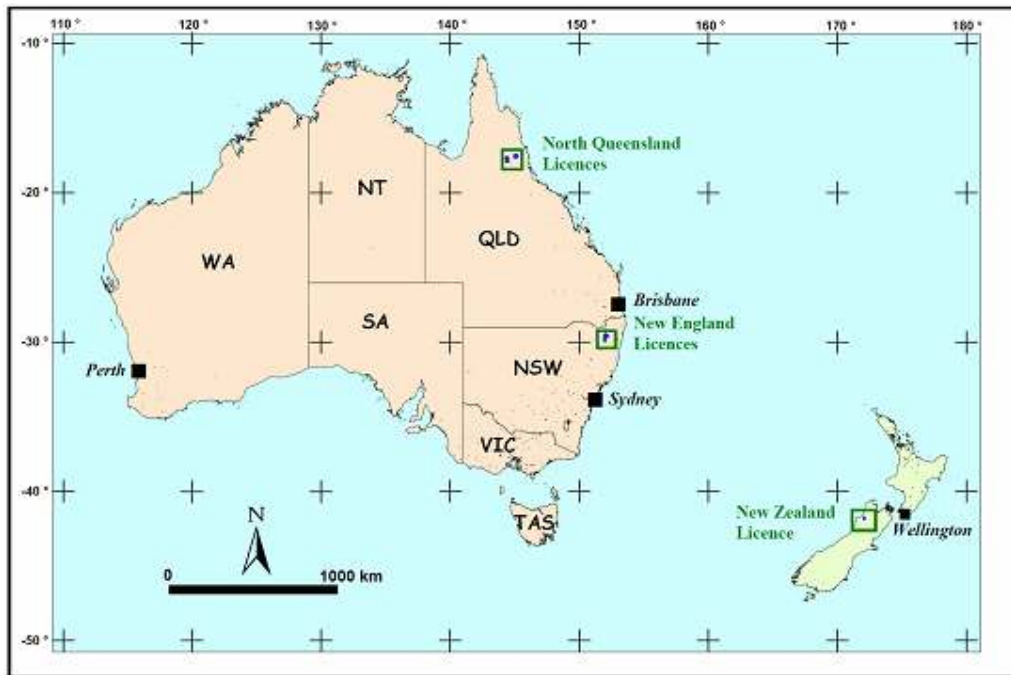 110 °
120 °
130 °
140 °
150 °
160 °
170 °
180 °
-10 °
North Queensland
Licences
NT
-20 °
QLD
WA
Brisbane
SA
New England
Licences
-30 °
NSW
Perth
Sydney
VIC
-40 °
New Zealand
Licence
TAS
Wellington
N
0 1000 km
-50 °